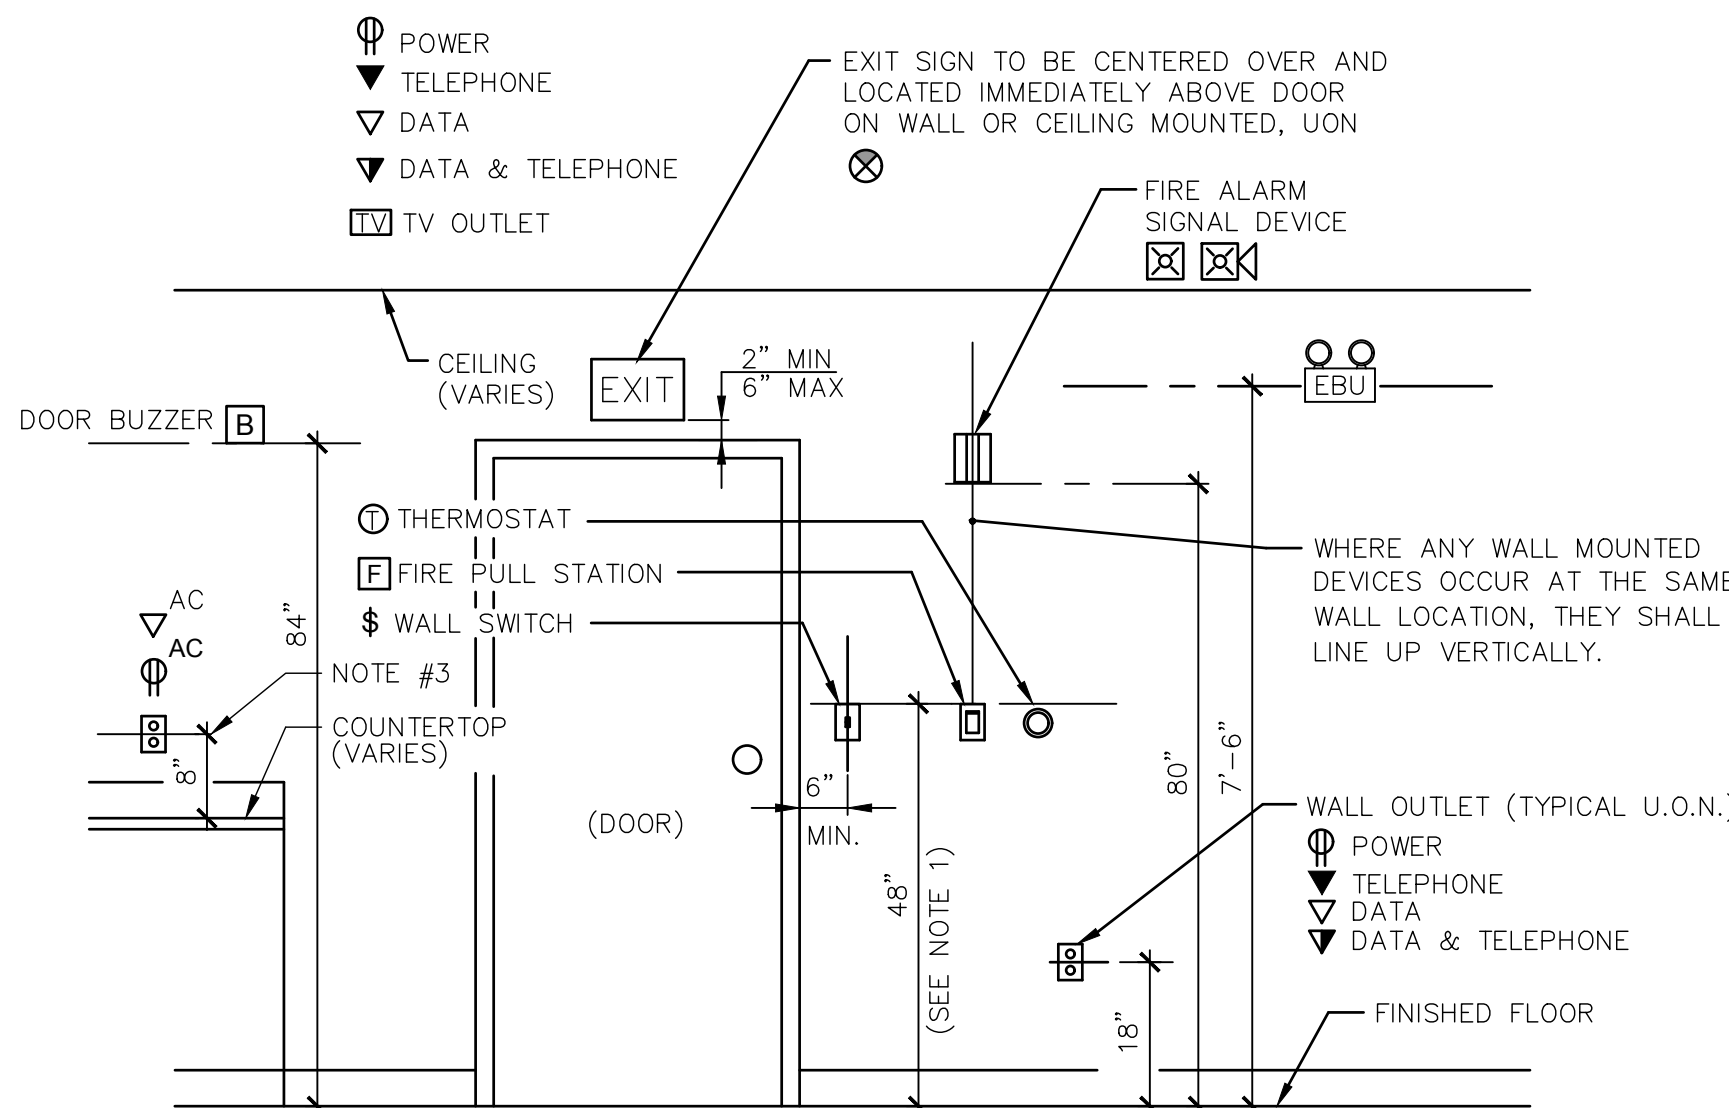 POWER
TELEPHONE
DATA
DATA & TELEPHONE
TV TV OUTLET
EXIT SIGN TO BE CENTERED OVER AND
LOCATED IMMEDIATELY ABOVE DOOR
ON WALL OR CEILING MOUNTED, UON
FIRE ALARM
SIGNAL DEVICE
CEILING
(VARIES)
EXIT
2" MIN
6" MAX
EBU
DOOR BUZZER B
T THERMOSTAT
F FIRE PULL STATION
$ WALL SWITCH
WHERE ANY WALL MOUNTED
DEVICES OCCUR AT THE SAME
WALL LOCATION, THEY SHALL
LINE UP VERTICALLY.
AC
AC
84"
NOTE #3
COUNTERTOP
(VARIES)
8"
(DOOR)
6"
MIN.
48"
(SEE NOTE 1)
80"
7'-6"
WALL OUTLET (TYPICAL U.O.N.)
POWER
TELEPHONE
DATA
DATA & TELEPHONE
18"
FINISHED FLOOR